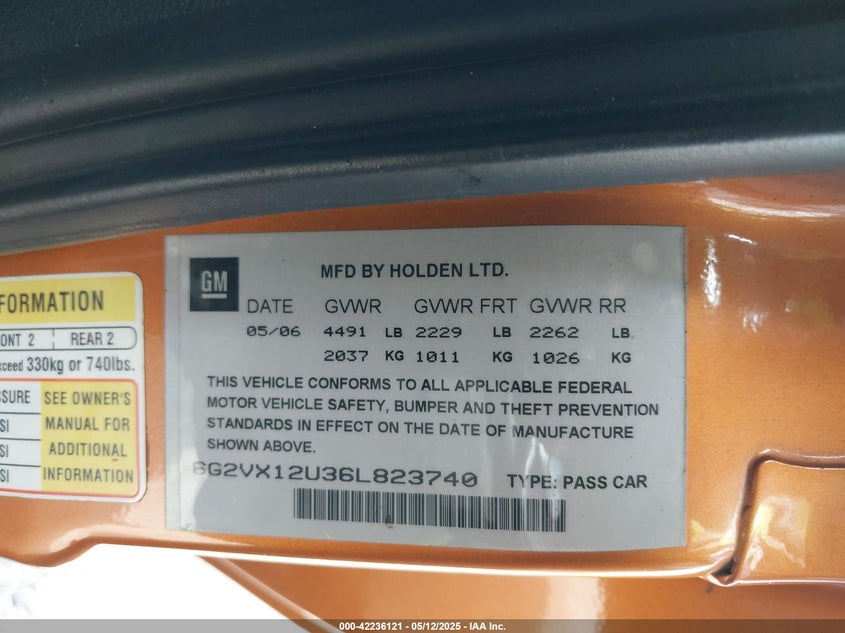 GM
MFD BY HOLDEN LTD.
DATE GVWR GVWR FRT GVWR RR
05/06 4491 LB 2229 LB 2262 LB.
2037 KG 1011 KG 1026 KG
THIS VEHICLE CONFORMS TO ALL APPLICABLE FEDERAL
MOTOR VEHICLE SAFETY, BUMPER AND THEFT PREVENTION
STANDARDS IN EFFECT ON THE DATE OF MANUFACTURE
SHOWN ABOVE.
6G2VX12U36L823740 TYPE: PASS CAR
FORMATION
ONT 2 REAR 2
xceed 330kg or 740lbs.
SSURE SEE OWNER'S
SI MANUAL FOR
SI ADDITIONAL
SI INFORMATION
000-42236121 - 05/12/2025 - IAA Inc.